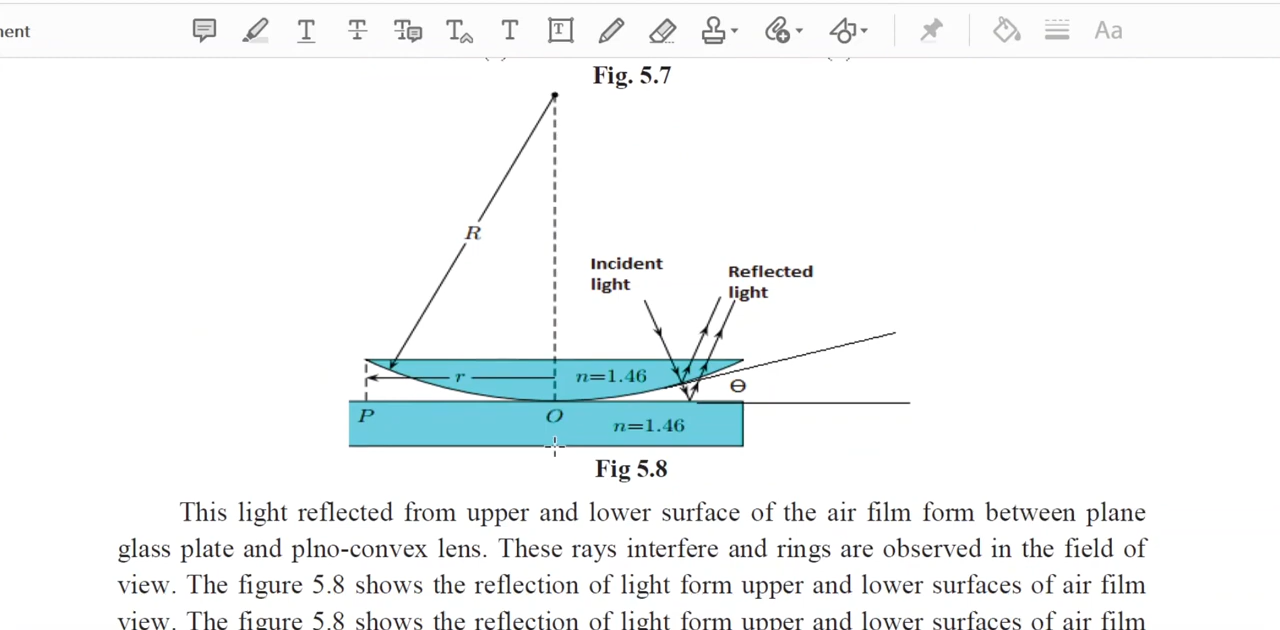 nent
T T T T T T
Aa
Fig. 5.7
R
Incident
light
Reflected
light
r
n=1.46
Θ
P
O
n=1.46
Fig 5.8
This light reflected from upper and lower surface of the air film form between plane
glass plate and plno-convex lens. These rays interfere and rings are observed in the field of
view. The figure 5.8 shows the reflection of light form upper and lower surfaces of air film
view. The figure 5.8 shows the reflection of light form upper and lower surfaces of air film